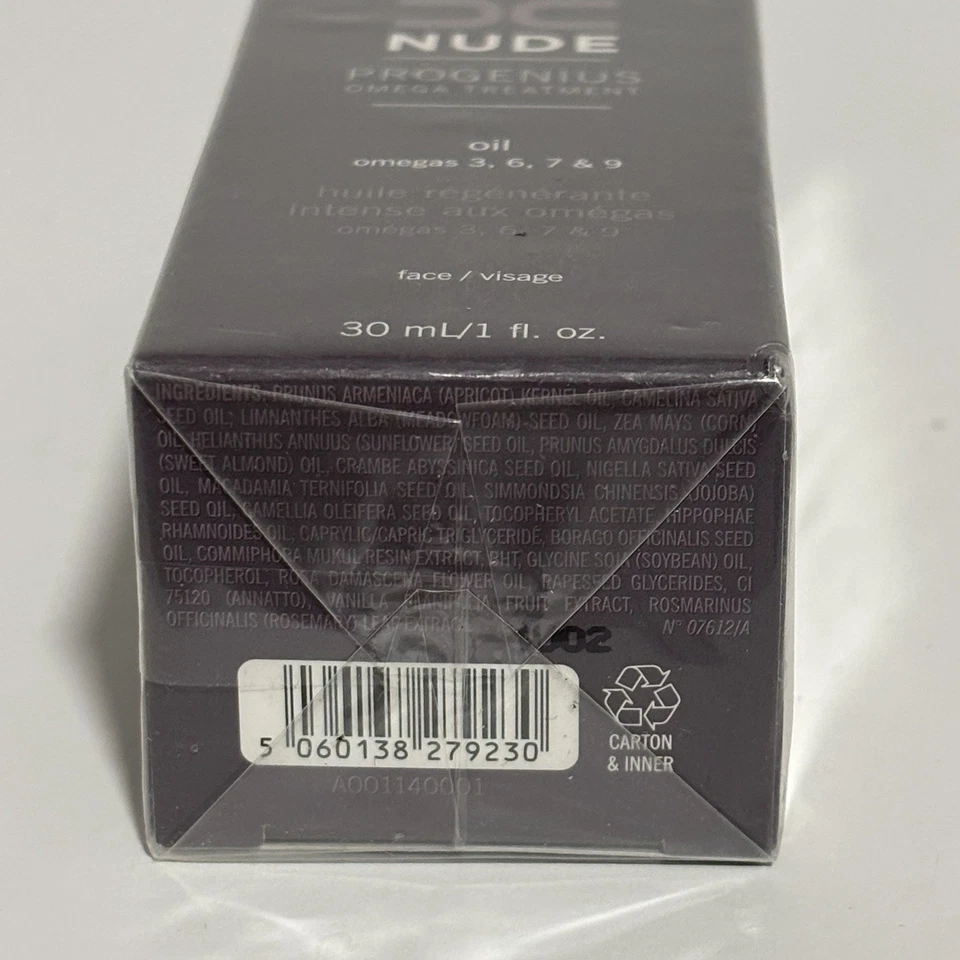 NUDE
PROGENIUS
OMEGA TREATMENT
oil
omegas 3, 6, 7 & 9
huile régénérante
intense aux omégas
omégas 3, 6, 7 & 9
face / visage
30 mL/1 fl. oz.
INGREDIENTS: PRUNUS ARMENIACA (APRICOT) KERNEL OIL, CAMELINA SATIVA
SEED OIL, LIMNANTHES ALBA (MEADOWFOAM)-SEED OIL, ZEA MAYS (CORN)
OIL, HELIANTHUS ANNUUS (SUNFLOWER) SEED OIL, PRUNUS AMYGDALUS DULCIS
(SWEET ALMOND) OIL, CRAMBE ABYSSINICA SEED OIL, NIGELLA SATIVA SEED
OIL, MACADAMIA TERNIFOLIA SEED OIL, SIMMONDSIA CHINENSIS (JOJOBA)
SEED OIL, CAMELLIA OLEIFERA SEED OIL, TOCOPHERYL ACETATE, HIPPOPHAE
RHAMNOIDES OIL, CAPRYLIC/CAPRIC TRIGLYCERIDE, BORAGO OFFICINALIS SEED
OIL, COMMIPHORA MUKUL RESIN EXTRACT, BHT, GLYCINE SOJA (SOYBEAN) OIL,
TOCOPHEROL, ROSA DAMASCENA FLOWER OIL, RAPESEED GLYCERIDES, CI
75120 (ANNATTO), VANILLA PLANIFOLIA FRUIT EXTRACT, ROSMARINUS
OFFICINALIS (ROSEMARY) LEAF EXTRACT. N° 07612/A
5 060138 279230
CARTON
& INNER
A001140001